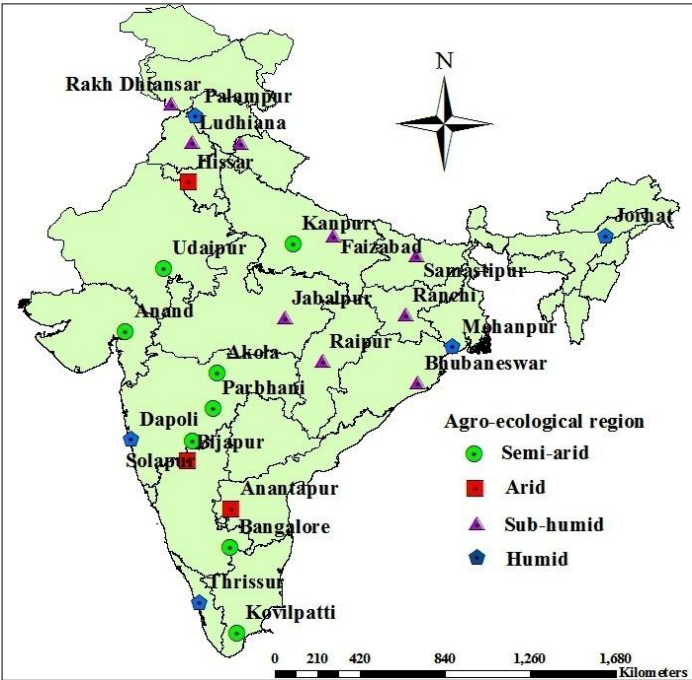 N
Rakh Dhiansar
Palampur
Ludhiana
Hissar
Jorhat
Kanpur
Faizabad
Udaipur
Samastipur
Jabalpur
Ranchi
Anand
Mohanpur
Raipur
Akola
Bhubaneswar
Parbhani
Dapoli
Agro-ecological region
Bijapur
Semi-arid
Solapur
Arid
Anantapur
Sub-humid
Bangalore
Humid
Thrissur
Kovilpatti
0 210 420 840 1,260 1,680
Kilometers